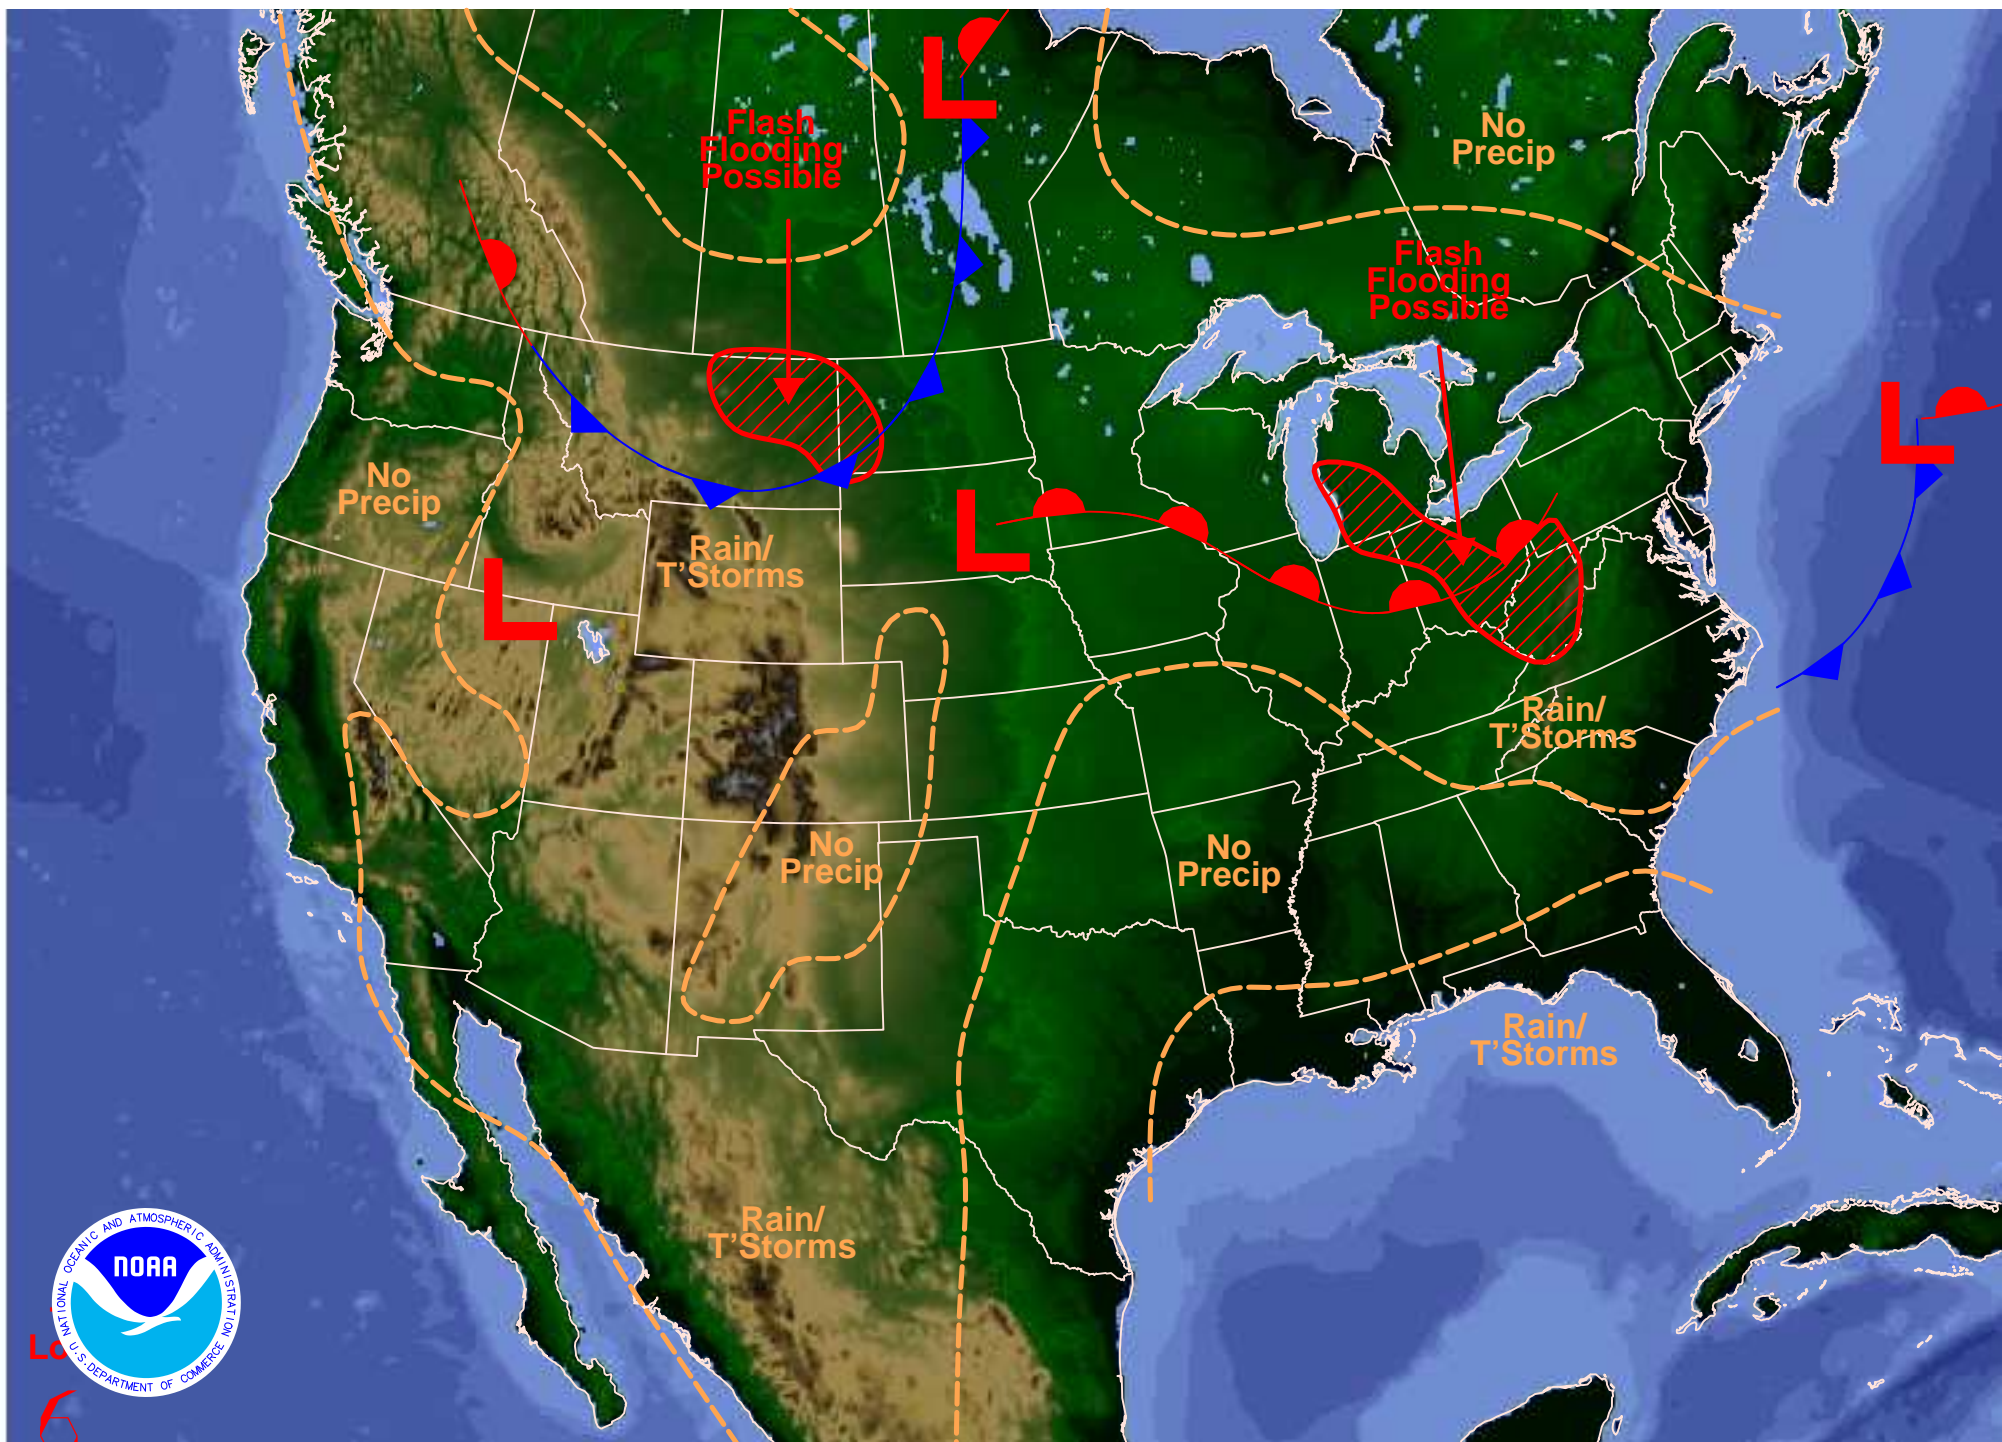 Flash
Flooding
Possible
No
Precip
Flash
Flooding
Possible
L
L
No
Precip
L
Rain/
T'Storms
L
Rain/
T'Storms
No
Precip
No
Precip
Rain/
T'Storms
Rain/
T'Storms
NATIONAL OCEANIC AND ATMOSPHERIC ADMINISTRATION
NOAA
U.S. DEPARTMENT OF COMMERCE